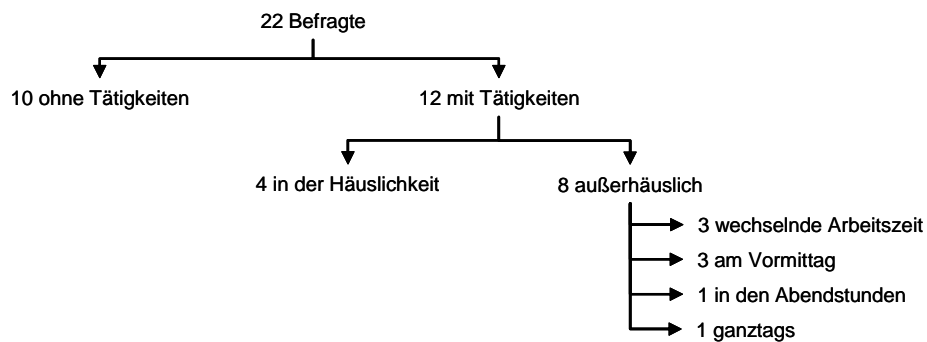 22 Befragte
10 ohne Tätigkeiten
12 mit Tätigkeiten
4 in der Häuslichkeit
8 außerhäuslich
3 wechselnde Arbeitszeit
3 am Vormittag
1 in den Abendstunden
1 ganztags